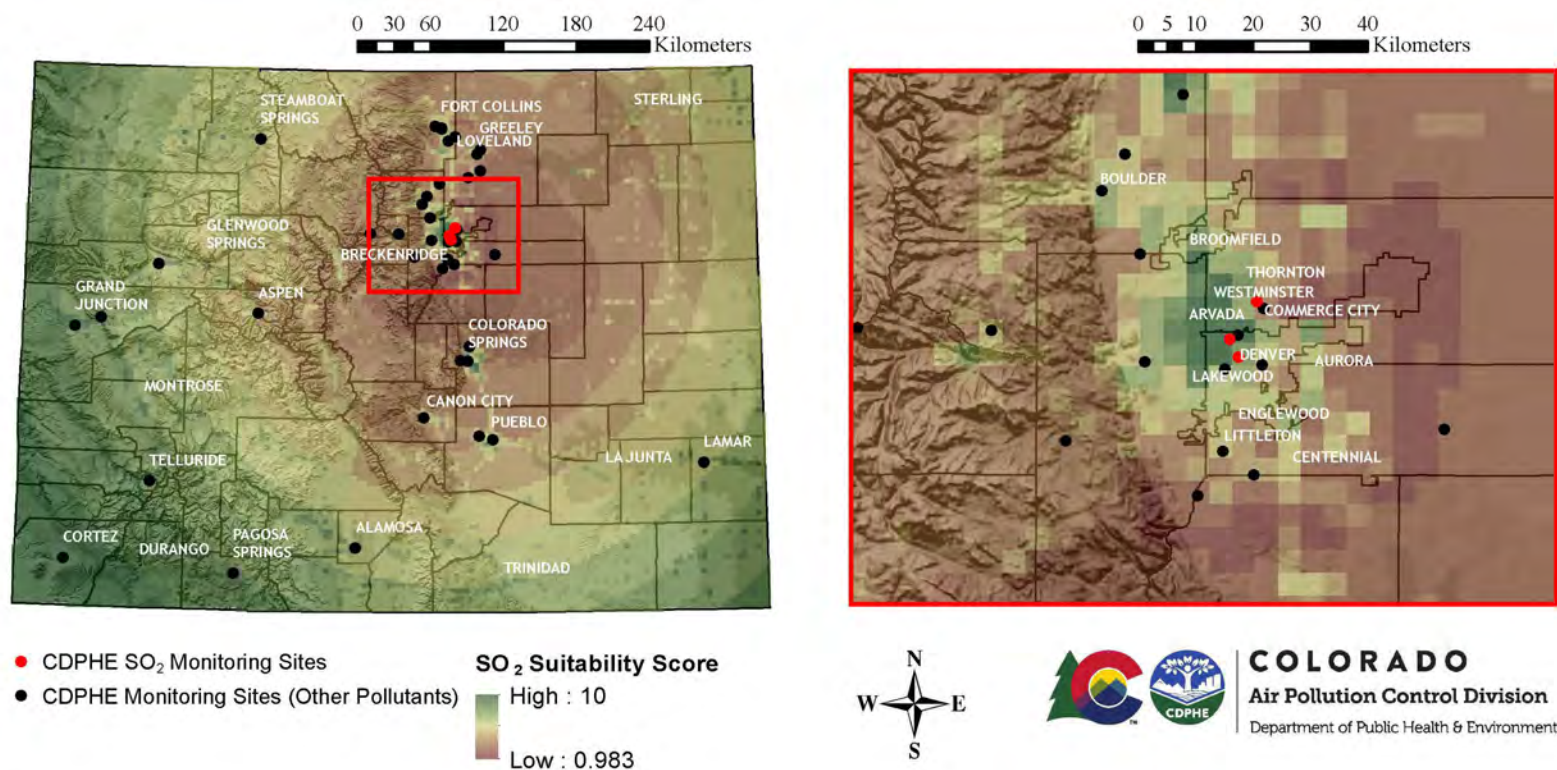 0 30 60 120 180 240
Kilometers
STEAMBOAT
SPRINGS
FORT COLLINS
STERLING
GREELEY
LOVELAND
GLENWOOD
SPRINGS
BRECKENRIDGE
GRAND
JUNCTION
ASPEN
COLORADO
SPRINGS
MONTROSE
CANON CITY
PUEBLO
LA JUNTA
LAMAR
TELLURIDE
CORTEZ
DURANGO
PAGOSA
SPRINGS
ALAMOSA
TRINIDAD
0 5 10 20 30 40
Kilometers
BOULDER
BROOMFIELD
THORNTON
WESTMINSTER
COMMERCE CITY
ARVADA
DENVER
AURORA
LAKEWOOD
ENGLEWOOD
LITTLETON
CENTENNIAL
CDPHE SO2 Monitoring Sites
CDPHE Monitoring Sites (Other Pollutants)
SO2 Suitability Score
High : 10
Low : 0.983
N
W E
S
TM
CDPHE
COLORADO
Air Pollution Control Division
Department of Public Health & Environment